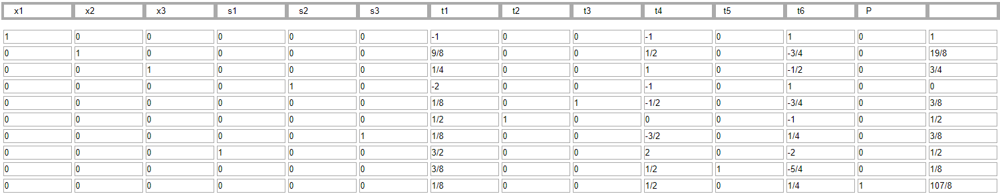 x1 x2 x3 s1 s2 s3 t1 t2 t3 t4 t5 t6 P
1 0 0 0 0 0 -1 0 0 -1 0 1 0 1
0 1 0 0 0 0 9/8 0 0 1/2 0 -3/4 0 19/8
0 0 1 0 0 0 1/4 0 0 1 0 -1/2 0 3/4
0 0 0 0 1 0 -2 0 0 -1 0 1 0 0
0 0 0 0 0 0 1/8 0 1 -1/2 0 -3/4 0 3/8
0 0 0 0 0 0 1/2 1 0 0 0 -1 0 1/2
0 0 0 0 0 1 1/8 0 0 -3/2 0 1/4 0 3/8
0 0 0 1 0 0 3/2 0 0 2 0 -2 0 1/2
0 0 0 0 0 0 3/8 0 0 1/2 1 -5/4 0 1/8
0 0 0 0 0 0 1/8 0 0 1/2 0 1/4 1 107/8